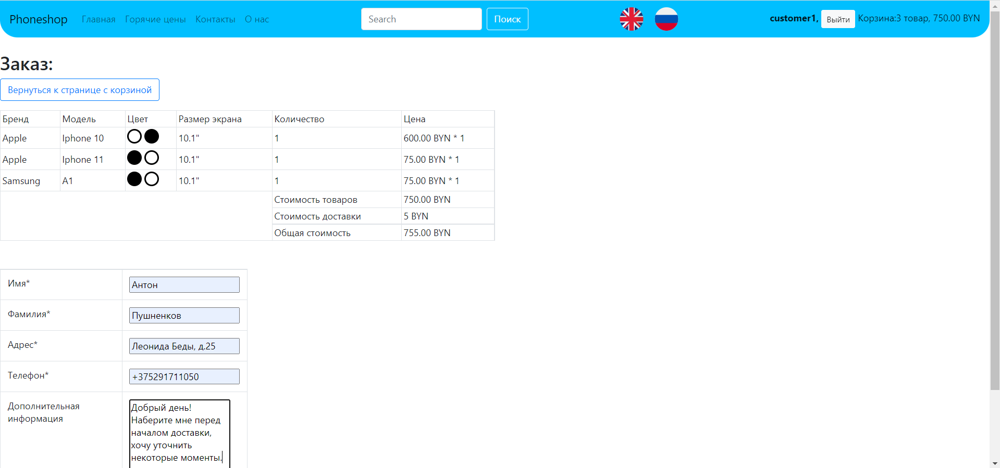 Phoneshop Главная Горячие цены Контакты О нас Search Поиск customer1, Выйти Корзина:3 товар, 750.00 BYN
Заказ:
Вернуться к странице с корзиной
Бренд Модель Цвет Размер экрана Количество Цена
Apple Iphone 10 10.1" 1 600.00 BYN * 1
Apple Iphone 11 10.1" 1 75.00 BYN * 1
Samsung A1 10.1" 1 75.00 BYN * 1
Стоимость товаров 750.00 BYN
Стоимость доставки 5 BYN
Общая стоимость 755.00 BYN
Имя* Антон
Фамилия* Пушненков
Адрес* Леонида Беды, д.25
Телефон* +375291711050
Дополнительная
информация
Добрый день!
Наберите мне перед
началом доставки,
хочу уточнить
некоторые моменты.